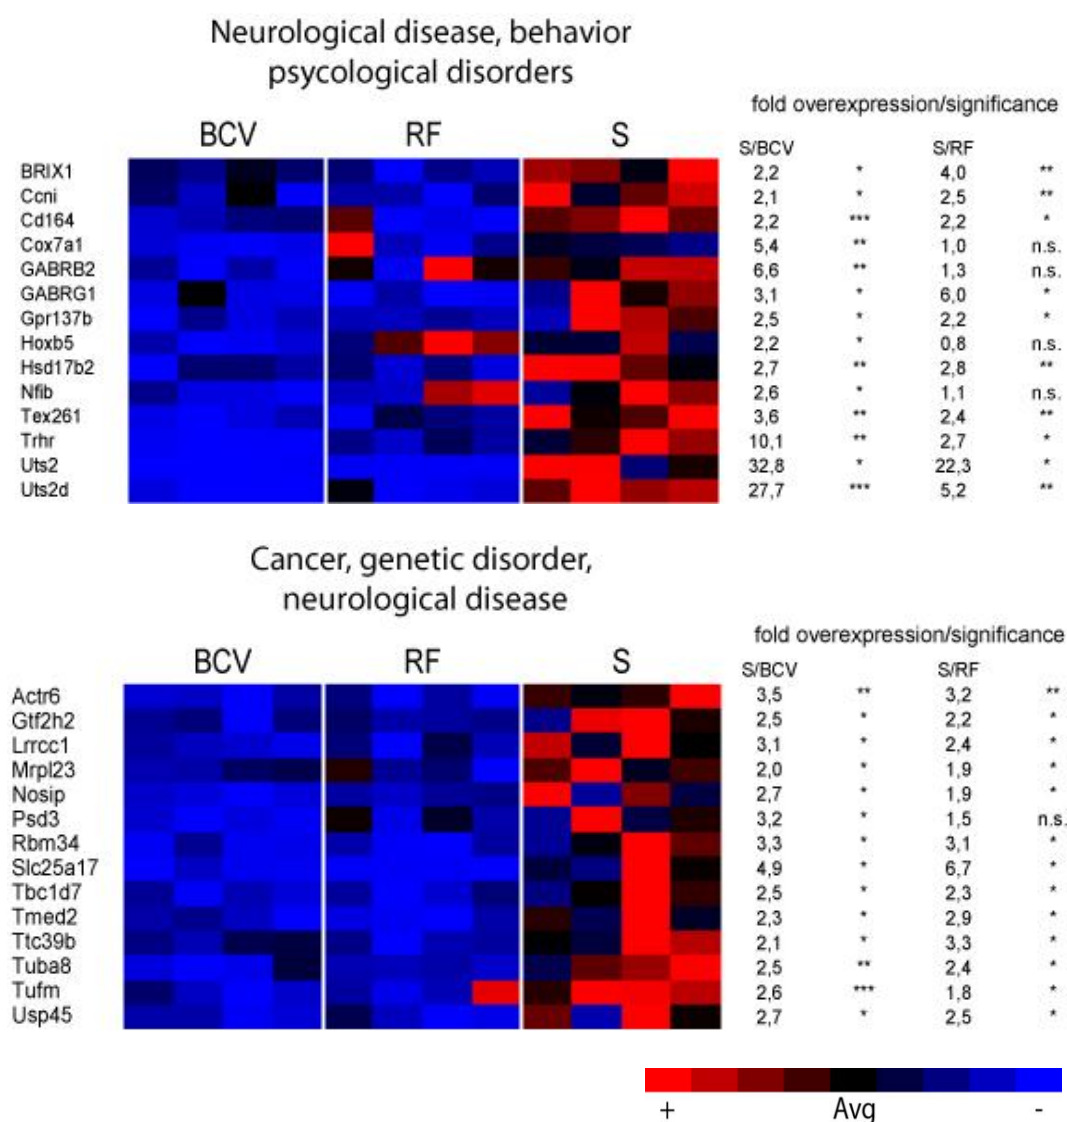 Neurological disease, behavior
psycological disorders
fold overexpression/significance
BCV RF S S/BCV S/RF
BRIX1 2,2 * 4,0 **
Ccni 2,1 * 2,5 **
Cd164 2,2 *** 2,2 *
Cox7a1 5,4 ** 1,0 n.s.
GABRB2 6,6 ** 1,3 n.s.
GABRG1 3,1 * 6,0 *
Gpr137b 2,5 * 2,2 *
Hoxb5 2,2 * 0,8 n.s.
Hsd17b2 2,7 ** 2,8 **
Nfib 2,6 * 1,1 n.s.
Tex261 3,6 ** 2,4 **
Trhr 10,1 ** 2,7 *
Uts2 32,8 * 22,3 *
Uts2d 27,7 *** 5,2 **
Cancer, genetic disorder,
neurological disease
fold overexpression/significance
BCV RF S S/BCV S/RF
Actr6 3,5 ** 3,2 **
Gtf2h2 2,5 * 2,2 *
Lrrcc1 3,1 * 2,4 *
Mrpl23 2,0 * 1,9 *
Nosip 2,7 * 1,9 *
Psd3 3,2 * 1,5 n.s.
Rbm34 3,3 * 3,1 *
Slc25a17 4,9 * 6,7 *
Tbc1d7 2,5 * 2,3 *
Tmed2 2,3 * 2,9 *
Ttc39b 2,1 * 3,3 *
Tuba8 2,5 ** 2,4 *
Tufm 2,6 *** 1,8 *
Usp45 2,7 * 2,5 *
+ Avg -